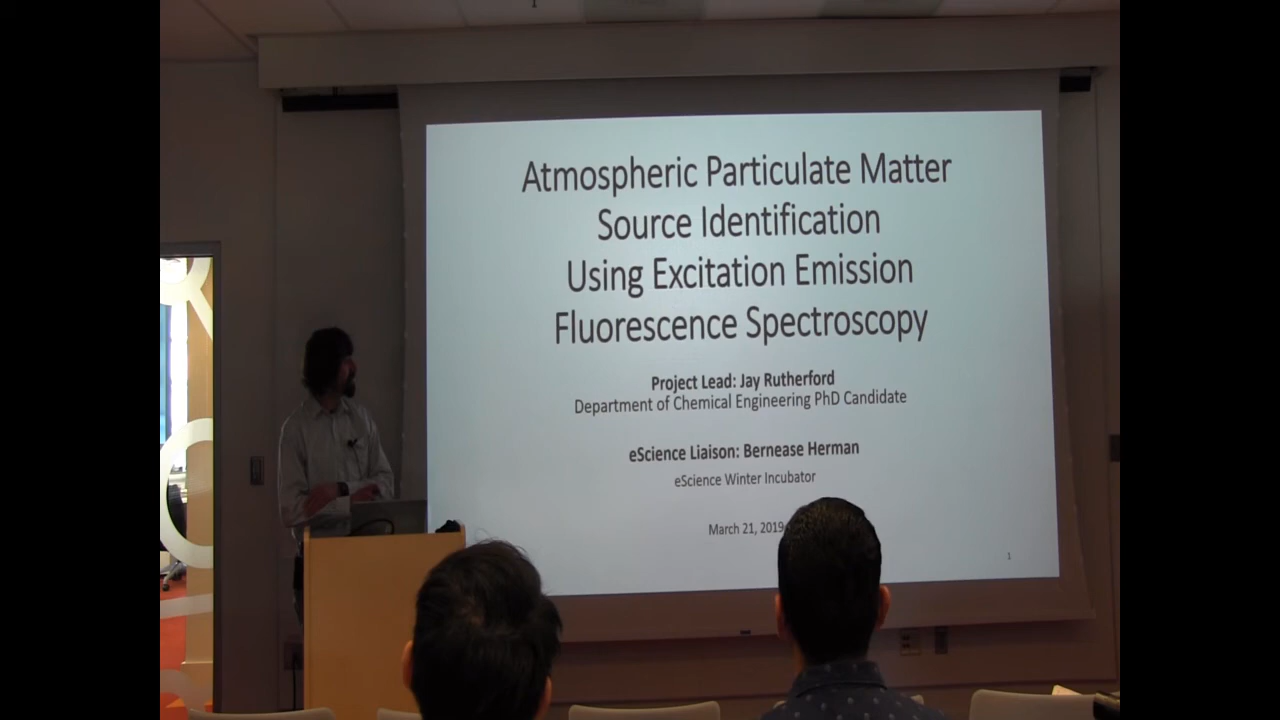 Atmospheric Particulate Matter
Source Identification
Using Excitation Emission
Fluorescence Spectroscopy
Project Lead: Jay Rutherford
Department of Chemical Engineering PhD Candidate
eScience Liaison: Bernease Herman
eScience Winter Incubator
March 21, 2019
1